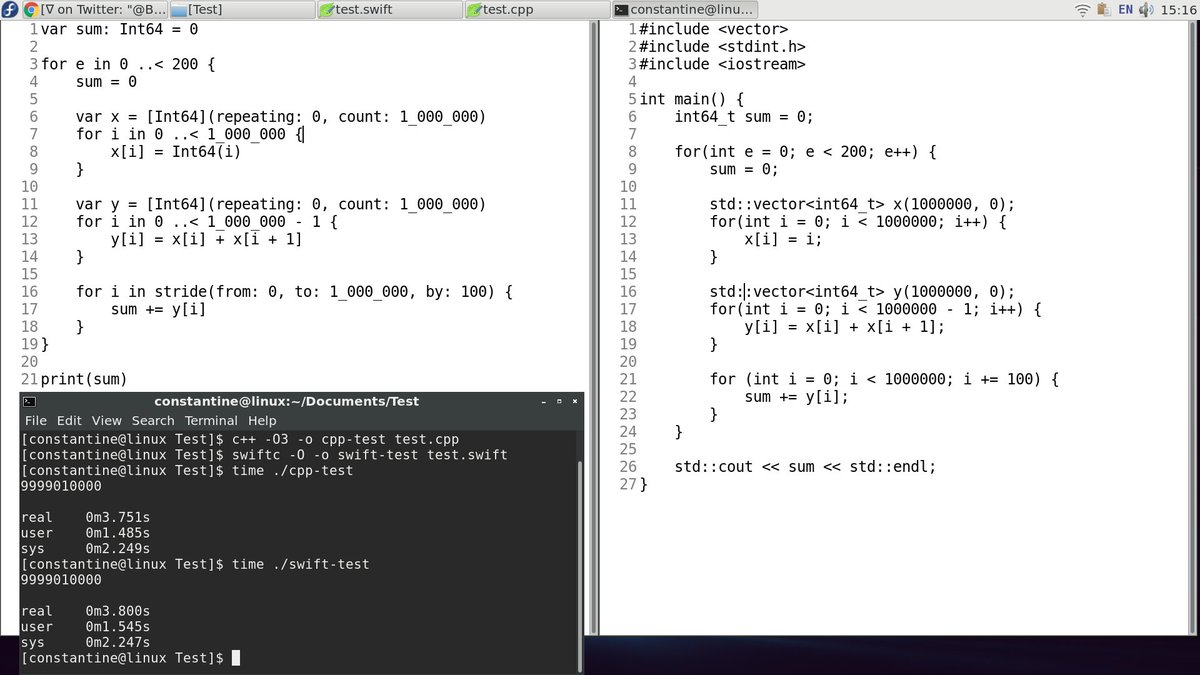 [∇ on Twitter: "@B... [Test] test.swift test.cpp constantine@linu... EN 15:16
1 var sum: Int64 = 0
2
3 for e in 0 ..< 200 {
4     sum = 0
5
6     var x = [Int64](repeating: 0, count: 1_000_000)
7     for i in 0 ..< 1_000_000 {
8         x[i] = Int64(i)
9     }
10
11     var y = [Int64](repeating: 0, count: 1_000_000)
12     for i in 0 ..< 1_000_000 - 1 {
13         y[i] = x[i] + x[i + 1]
14     }
15
16     for i in stride(from: 0, to: 1_000_000, by: 100) {
17         sum += y[i]
18     }
19 }
20
21 print(sum)
constantine@linux:~/Documents/Test
File Edit View Search Terminal Help
[constantine@linux Test]$ c++ -O3 -o cpp-test test.cpp
[constantine@linux Test]$ swiftc -O -o swift-test test.swift
[constantine@linux Test]$ time ./cpp-test
9999010000

real    0m3.751s
user    0m1.485s
sys     0m2.249s
[constantine@linux Test]$ time ./swift-test
9999010000

real    0m3.800s
user    0m1.545s
sys     0m2.247s
[constantine@linux Test]$
1 #include <vector>
2 #include <stdint.h>
3 #include <iostream>
4
5 int main() {
6     int64_t sum = 0;
7
8     for(int e = 0; e < 200; e++) {
9         sum = 0;
10
11         std::vector<int64_t> x(1000000, 0);
12         for(int i = 0; i < 1000000; i++) {
13             x[i] = i;
14         }
15
16         std::vector<int64_t> y(1000000, 0);
17         for(int i = 0; i < 1000000 - 1; i++) {
18             y[i] = x[i] + x[i + 1];
19         }
20
21         for (int i = 0; i < 1000000; i += 100) {
22             sum += y[i];
23         }
24     }
25
26     std::cout << sum << std::endl;
27 }